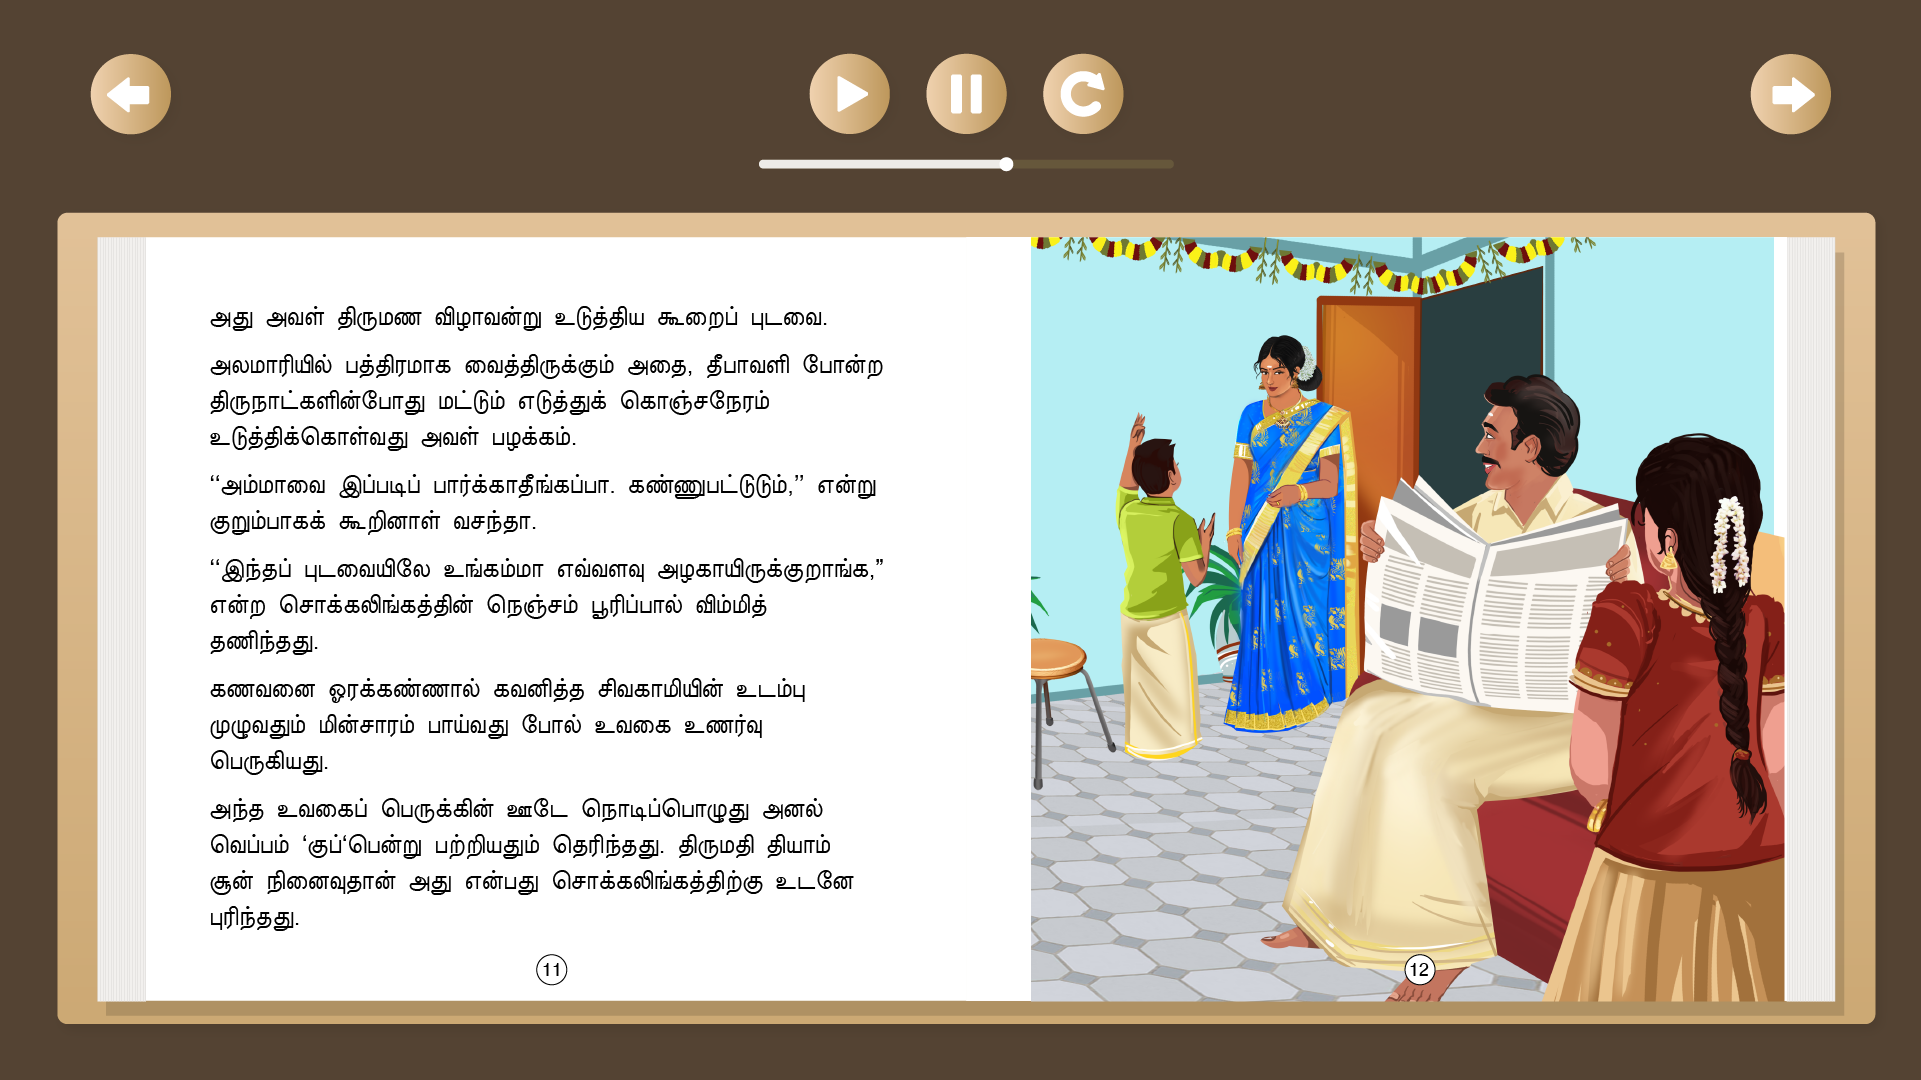 அது அவள் திருமண விழாவன்று உடுத்திய கூறைப் புடவை.
அலமாரியில் பத்திரமாக வைத்திருக்கும் அதை, தீபாவளி போன்ற
திருநாட்களின்போது மட்டும் எடுத்துக் கொஞ்சநேரம்
உடுத்திக்கொள்வது அவள் பழக்கம்.
‘‘அம்மாவை இப்படிப் பார்க்காதீங்கப்பா. கண்ணுபட்டுடும்,’’ என்று
குறும்பாகக் கூறினாள் வசந்தா.
‘‘இந்தப் புடவையிலே உங்கம்மா எவ்வளவு அழகாயிருக்குறாங்க,”
என்ற சொக்கலிங்கத்தின் நெஞ்சம் பூரிப்பால் விம்மித்
தணிந்தது.
கணவனை ஓரக்கண்ணால் கவனித்த சிவகாமியின் உடம்பு
முழுவதும் மின்சாரம் பாய்வது போல் உவகை உணர்வு
பெருகியது.
அந்த உவகைப் பெருக்கின் ஊடே நொடிப்பொழுது அனல்
வெப்பம் ‘குப்‘பென்று பற்றியதும் தெரிந்தது. திருமதி தியாம்
சூன் நினைவுதான் அது என்பது சொக்கலிங்கத்திற்கு உடனே
புரிந்தது.
11
12